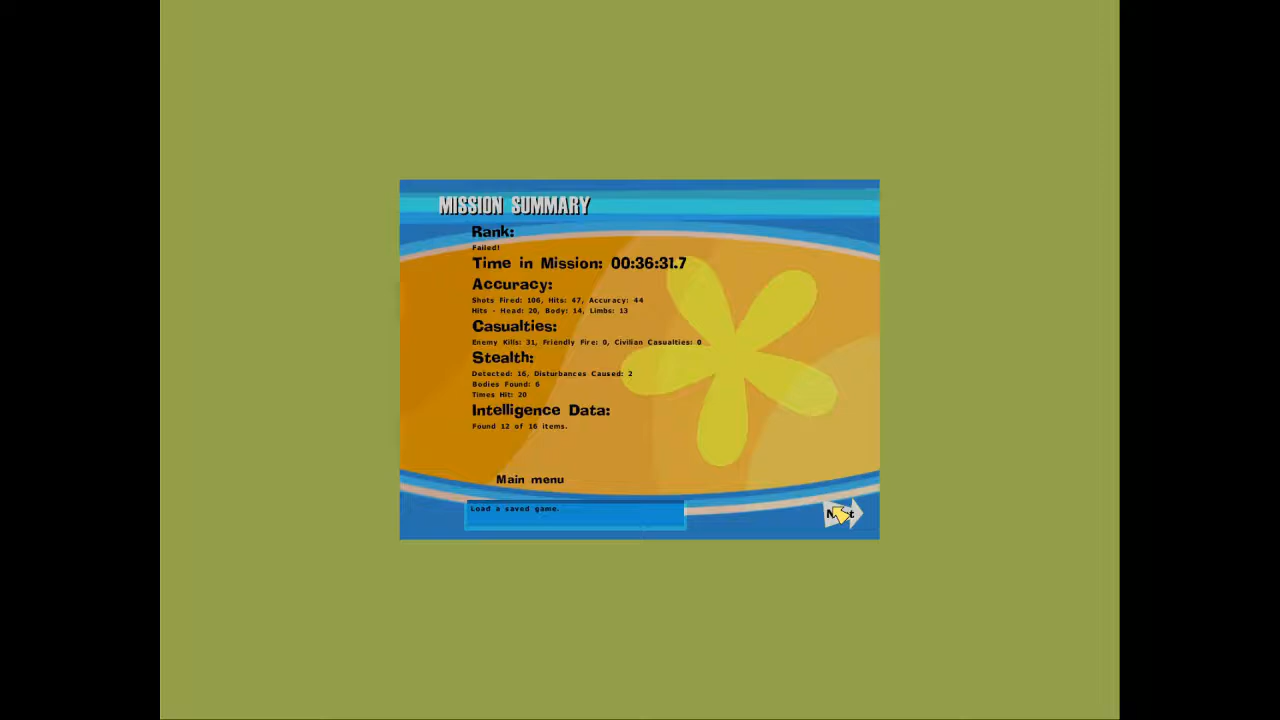 MISSION SUMMARY
Rank:
Failed!
Time in Mission: 00:36:31.7
Accuracy:
Shots Fired: 106, Hits: 47, Accuracy: 44
Hits - Head: 20, Body: 14, Limbs: 13
Casualties:
Enemy Kills: 31, Friendly Fire: 0, Civilian Casualties: 0
Stealth:
Detected: 16, Disturbances Caused: 2
Bodies Found: 6
Times Hit: 20
Intelligence Data:
Found 12 of 16 items.
Main menu
Load a saved game.